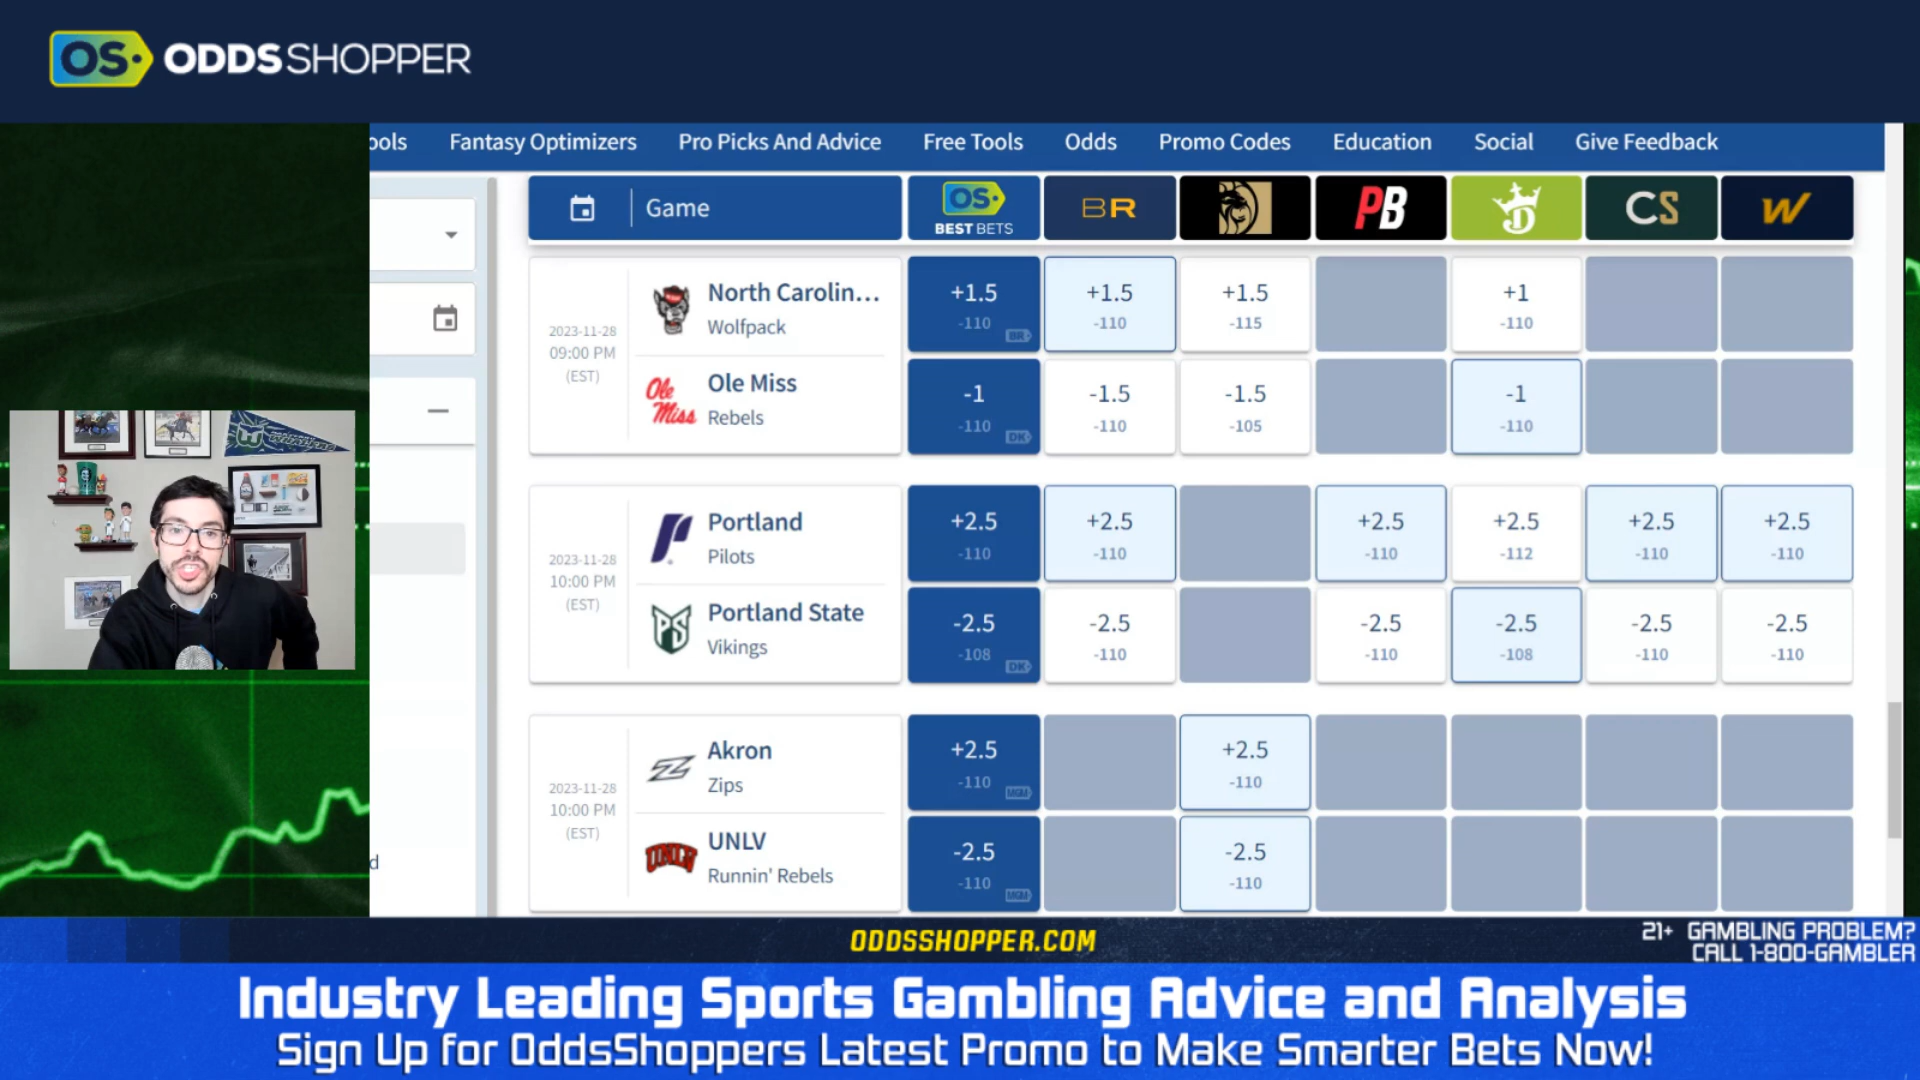 OS
ODDSSHOPPER
ools
Fantasy Optimizers
Pro Picks And Advice
Free Tools
Odds
Promo Codes
Education
Social
Give Feedback
Game
OS
BEST BETS
BR
PB
D
CS
W
2023-11-28
09:00 PM
(EST)
North Carolin...
Wolfpack
+1.5
-110
BR
+1.5
-110
+1.5
-115
+1
-110
Ole Miss
Ole Miss
Rebels
-1
-110
DK
-1.5
-110
-1.5
-105
-1
-110
2023-11-28
10:00 PM
(EST)
Portland
Pilots
+2.5
-110
+2.5
-110
+2.5
-110
+2.5
-112
+2.5
-110
+2.5
-110
PS
Portland State
Vikings
-2.5
-108
DK
-2.5
-110
-2.5
-110
-2.5
-108
-2.5
-110
-2.5
-110
2023-11-28
10:00 PM
(EST)
Akron
Zips
+2.5
-110
MGM
+2.5
-110
UNLV
UNLV
Runnin' Rebels
-2.5
-110
MGM
-2.5
-110
d
WHALERS
ODDSSHOPPER.COM
21+ GAMBLING PROBLEM?
CALL 1-800-GAMBLER
Industry Leading Sports Gambling Advice and Analysis
Sign Up for OddsShoppers Latest Promo to Make Smarter Bets Now!